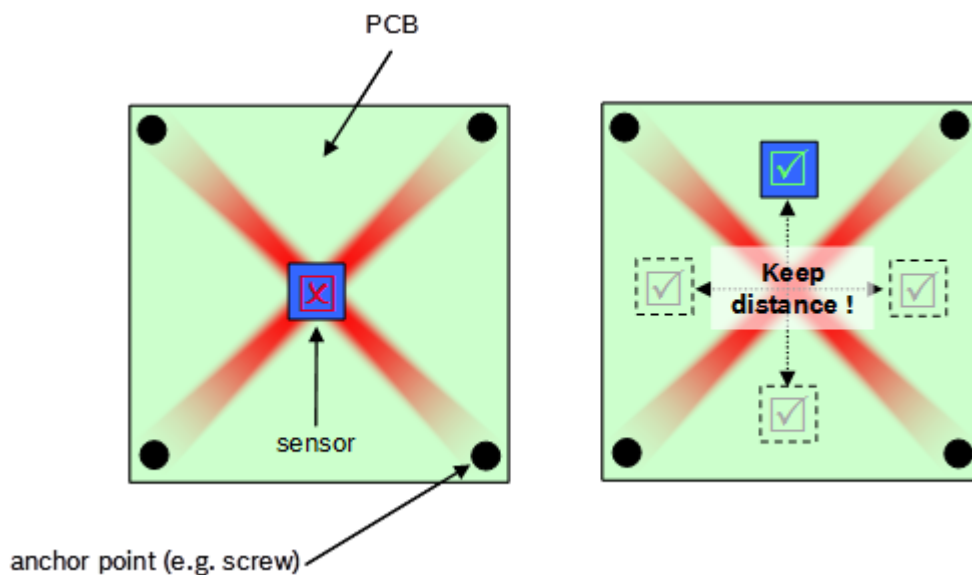 PCB
Keep
distance !
sensor
anchor point (e.g. screw)